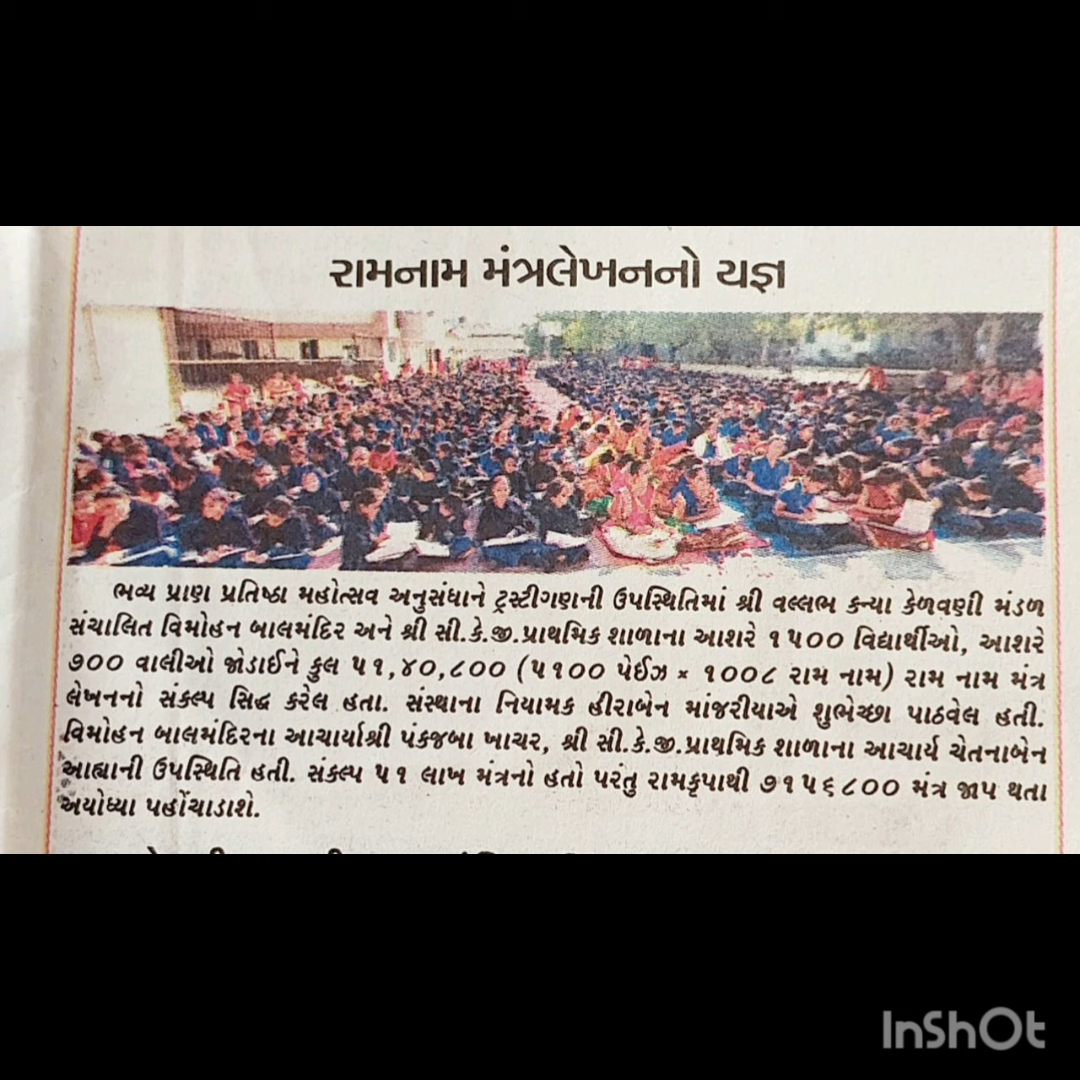 રામનામ મંત્રલેખનનો યજ્ઞ
ભવ્ય પ્રાણ પ્રતિષ્ઠા મહોત્સવ અનુસંધાને ટ્રસ્ટીગણની ઉપસ્થિતિમાં શ્રી વલ્લભ કન્યા કેળવણી મંડળ
સંચાલિત વિમોહન બાલમંદિર અને શ્રી સી.કે.જી.પ્રાથમિક શાળાના આશરે ૧૫૦૦ વિદ્યાર્થીઓ, આશરે
૭૦૦ વાલીઓ જોડાઈને કુલ ૫૧,૪૦,૮૦૦ (૫૧૦૦ પેઈઝ × ૧૦૦૮ રામ નામ) રામ નામ મંત્ર
લેખનનો સંકલ્પ સિદ્ધ કરેલ હતા. સંસ્થાના નિયામક હીરાબેન માંજરીયાએ શુભેચ્છા પાઠવેલ હતી.
વિમોહન બાલમંદિરના આચાર્યાશ્રી પંકજબા ખાચર, શ્રી સી.કે.જી.પ્રાથમિક શાળાના આચાર્ય ચેતનાબેન
આહ્યાની ઉપસ્થિતિ હતી. સંકલ્પ ૫૧ લાખ મંત્રનો હતો પરંતુ રામકૃપાથી ૭૧૫૬૮૦૦ મંત્ર જાપ થતા
અયોધ્યા પહોંચાડાશે.
InShOt